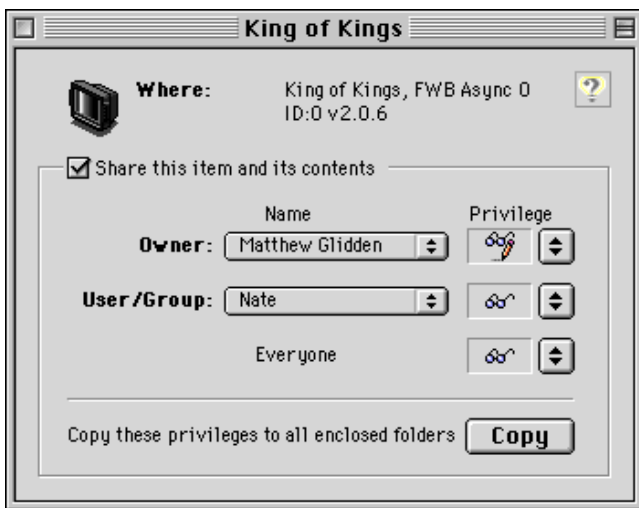 King of Kings
Where: King of Kings, FWB Async 0
ID:0 v2.0.6
?
Share this item and its contents
Name Privilege
Owner: Matthew Glidden
User/Group: Nate
Everyone
Copy these privileges to all enclosed folders Copy